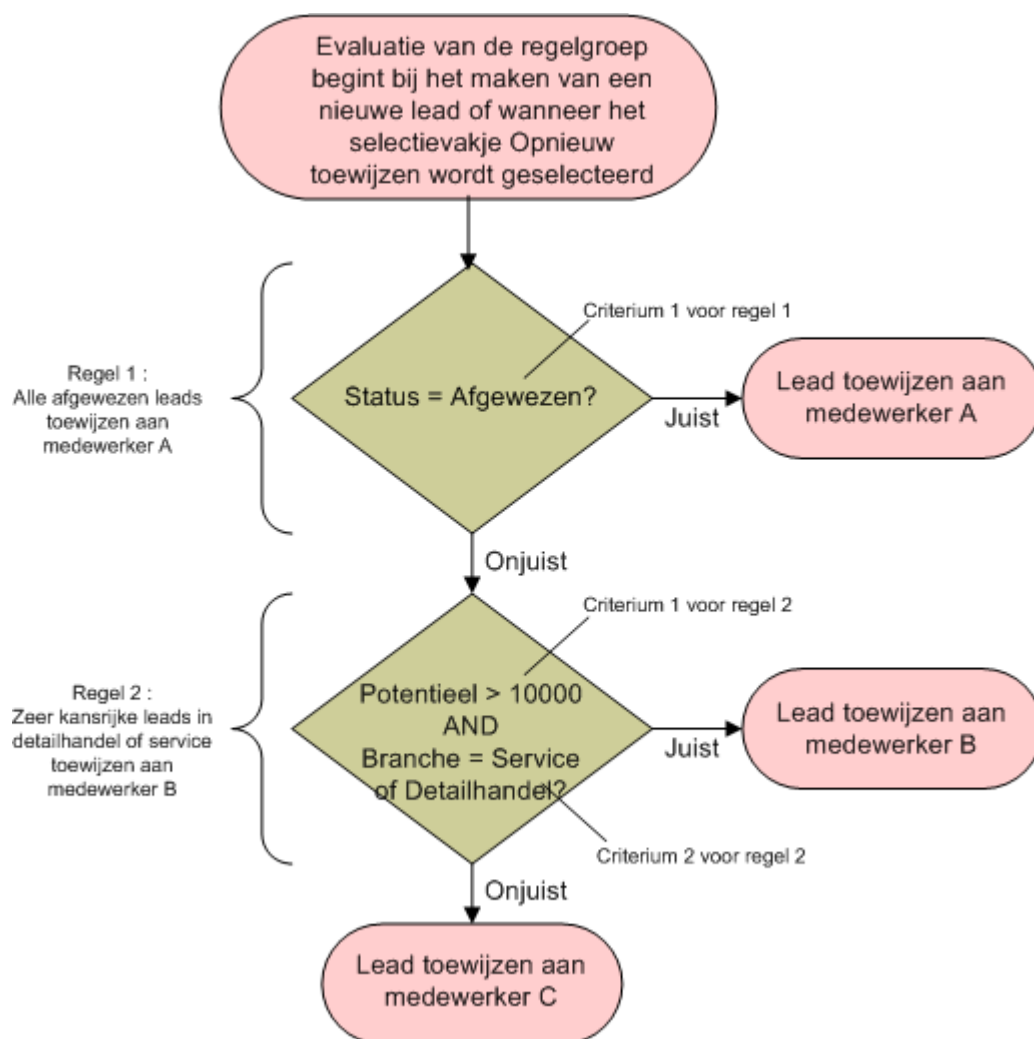 Evaluatie van de regelgroep
begint bij het maken van een
nieuwe lead of wanneer het
selectievakje Opnieuw
toewijzen wordt geselecteerd
Criterium 1 voor regel 1
Regel 1 :
Alle afgewezen leads
toewijzen aan
medewerker A
Status = Afgewezen?
Juist
Lead toewijzen aan
medewerker A
Onjuist
Criterium 1 voor regel 2
Regel 2 :
Zeer kansrijke leads in
detailhandel of service
toewijzen aan
medewerker B
Potentieel > 10000
AND
Branche = Service
of Detailhandel?
Juist
Lead toewijzen aan
medewerker B
Criterium 2 voor regel 2
Onjuist
Lead toewijzen aan
medewerker C